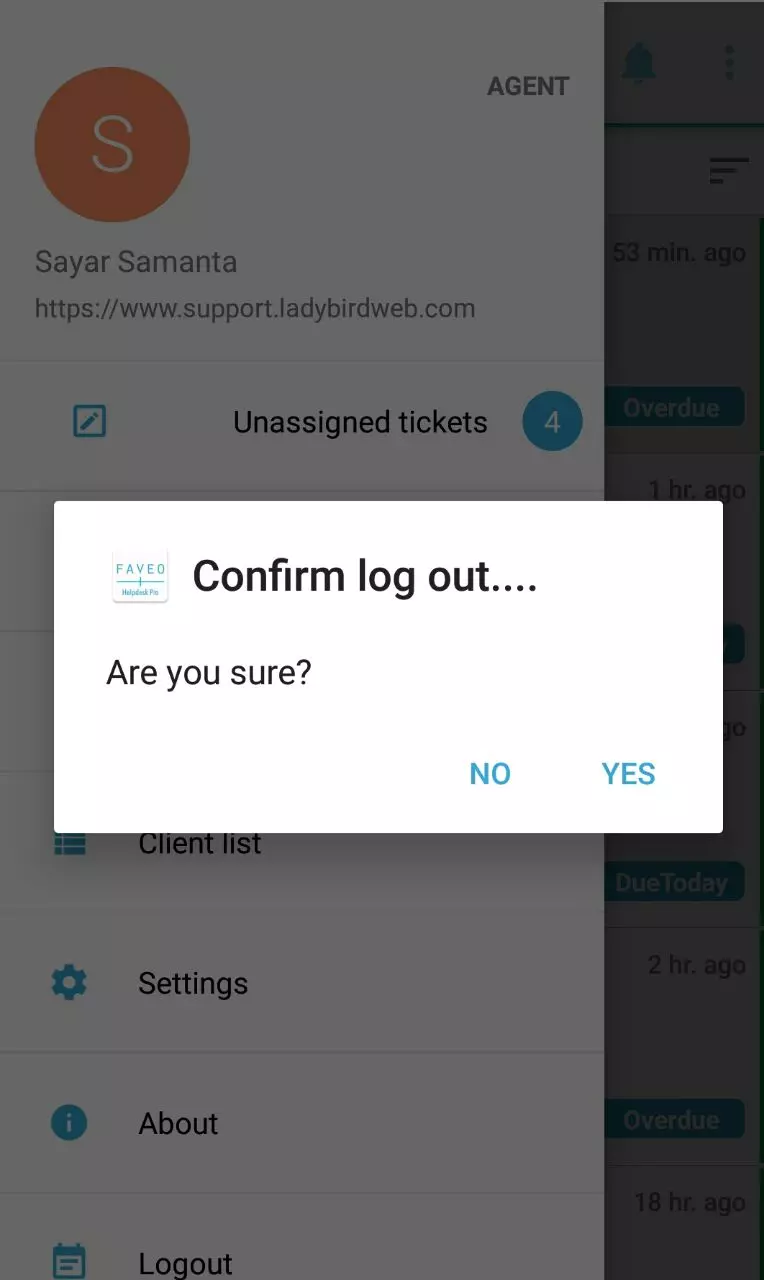 AGENT
S
Sayar Samanta
https://www.support.ladybirdweb.com
53 min. ago
Overdue
Unassigned tickets 4
1 hr. ago
FAVEO
Helpdesk Pro
Confirm log out....
Are you sure?
NO YES
Client list
DueToday
2 hr. ago
Settings
About
Overdue
18 hr. ago
Logout